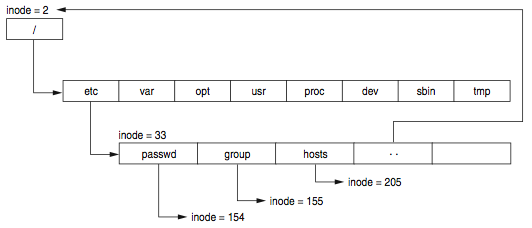 inode = 2
/
etc var opt usr proc dev sbin tmp
inode = 33
passwd group hosts ..
inode = 205
inode = 155
inode = 154